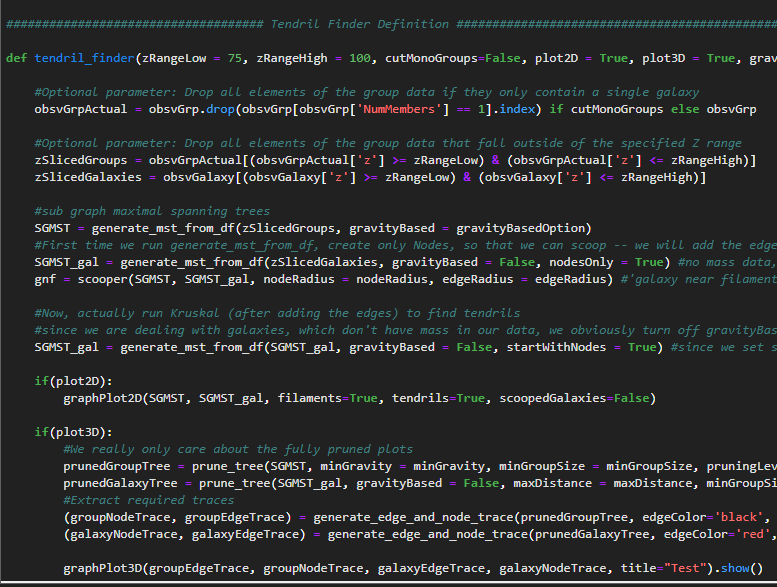 ################################### Tendril Finder Definition #############################################
def tendril_finder(zRangeLow = 75, zRangeHigh = 100, cutMonoGroups=False, plot2D = True, plot3D = True, grav
#Optional parameter: Drop all elements of the group data if they only contain a single galaxy
obsvGrpActual = obsvGrp.drop(obsvGrp[obsvGrp['NumMembers'] == 1].index) if cutMonoGroups else obsvGrp
#Optional parameter: Drop all elements of the group data that fall outside of the specified Z range
zSlicedGroups = obsvGrpActual[(obsvGrpActual['z'] >= zRangeLow) & (obsvGrpActual['z'] <= zRangeHigh)]
zSlicedGalaxies = obsvGalaxy[(obsvGalaxy['z'] >= zRangeLow) & (obsvGalaxy['z'] <= zRangeHigh)]
#sub graph maximal spanning trees
SGMST = generate_mst_from_df(zSlicedGroups, gravityBased = gravityBasedOption)
#First time we run generate_mst_from_df, create only Nodes, so that we can scoop -- we will add the edge
SGMST_gal = generate_mst_from_df(zSlicedGalaxies, gravityBased = False, nodesOnly = True) #no mass data,
gnf = scooper(SGMST, SGMST_gal, nodeRadius = nodeRadius, edgeRadius = edgeRadius) #'galaxy near filament
#Now, actually run Kruskal (after adding the edges) to find tendrils
#since we are dealing with galaxies, which don't have mass in our data, we obviously turn off gravityBas
SGMST_gal = generate_mst_from_df(SGMST_gal, gravityBased = False, startWithNodes = True) #since we set s
if(plot2D):
graphPlot2D(SGMST, SGMST_gal, filaments=True, tendrils=True, scoopedGalaxies=False)
if(plot3D):
#We really only care about the fully pruned plots
prunedGroupTree = prune_tree(SGMST, minGravity = minGravity, minGroupSize = minGroupSize, pruningLev
prunedGalaxyTree = prune_tree(SGMST_gal, gravityBased = False, maxDistance = maxDistance, minGroupSi
#Extract required traces
(groupNodeTrace, groupEdgeTrace) = generate_edge_and_node_trace(prunedGroupTree, edgeColor='black',
(galaxyNodeTrace, galaxyEdgeTrace) = generate_edge_and_node_trace(prunedGalaxyTree, edgeColor='red',
graphPlot3D(groupEdgeTrace, groupNodeTrace, galaxyEdgeTrace, galaxyNodeTrace, title="Test").show()